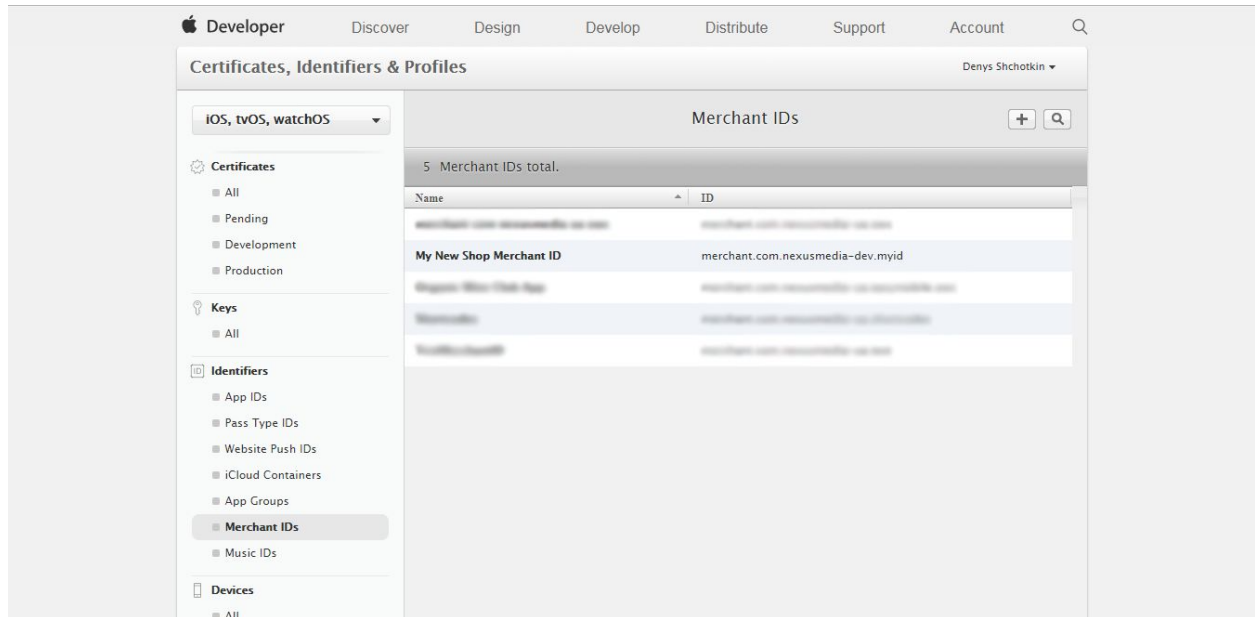 Developer Discover Design Develop Distribute Support Account
Certificates, Identifiers & Profiles
Denys Shchotkin
iOS, tvOS, watchOS
Merchant IDs
Certificates
5 Merchant IDs total.
All
Name ID
Pending
Development
My New Shop Merchant ID merchant.com.nexusmedia-dev.myid
Production
Keys
All
Identifiers
App IDs
Pass Type IDs
Website Push IDs
iCloud Containers
App Groups
Merchant IDs
Music IDs
Devices
All